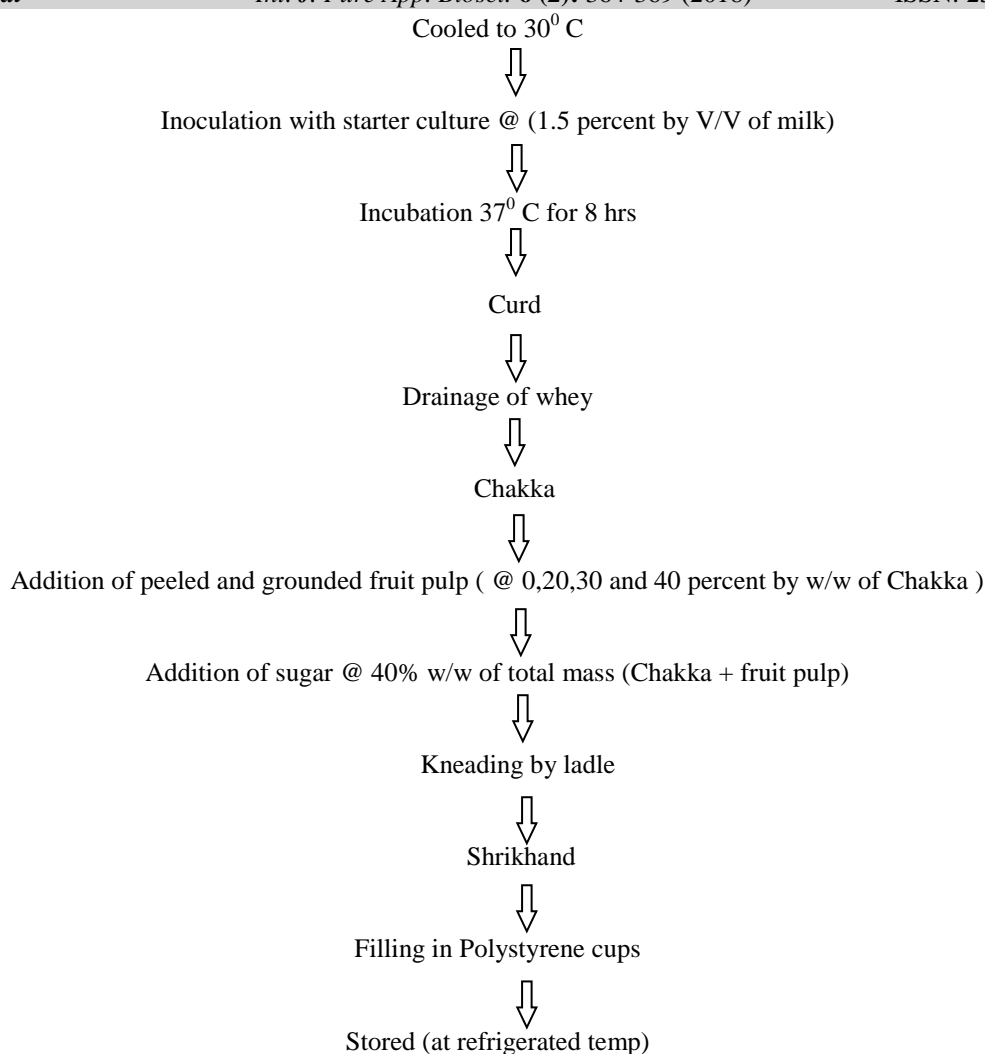 Cooled to 30⁰ C
Inoculation with starter culture @ (1.5 percent by V/V of milk)
Incubation 37⁰ C for 8 hrs
Curd
Drainage of whey
Chakka
Addition of peeled and grounded fruit pulp ( @ 0,20,30 and 40 percent by w/w of Chakka )
Addition of sugar @ 40% w/w of total mass (Chakka + fruit pulp)
Kneading by ladle
Shrikhand
Filling in Polystyrene cups
Stored (at refrigerated temp)